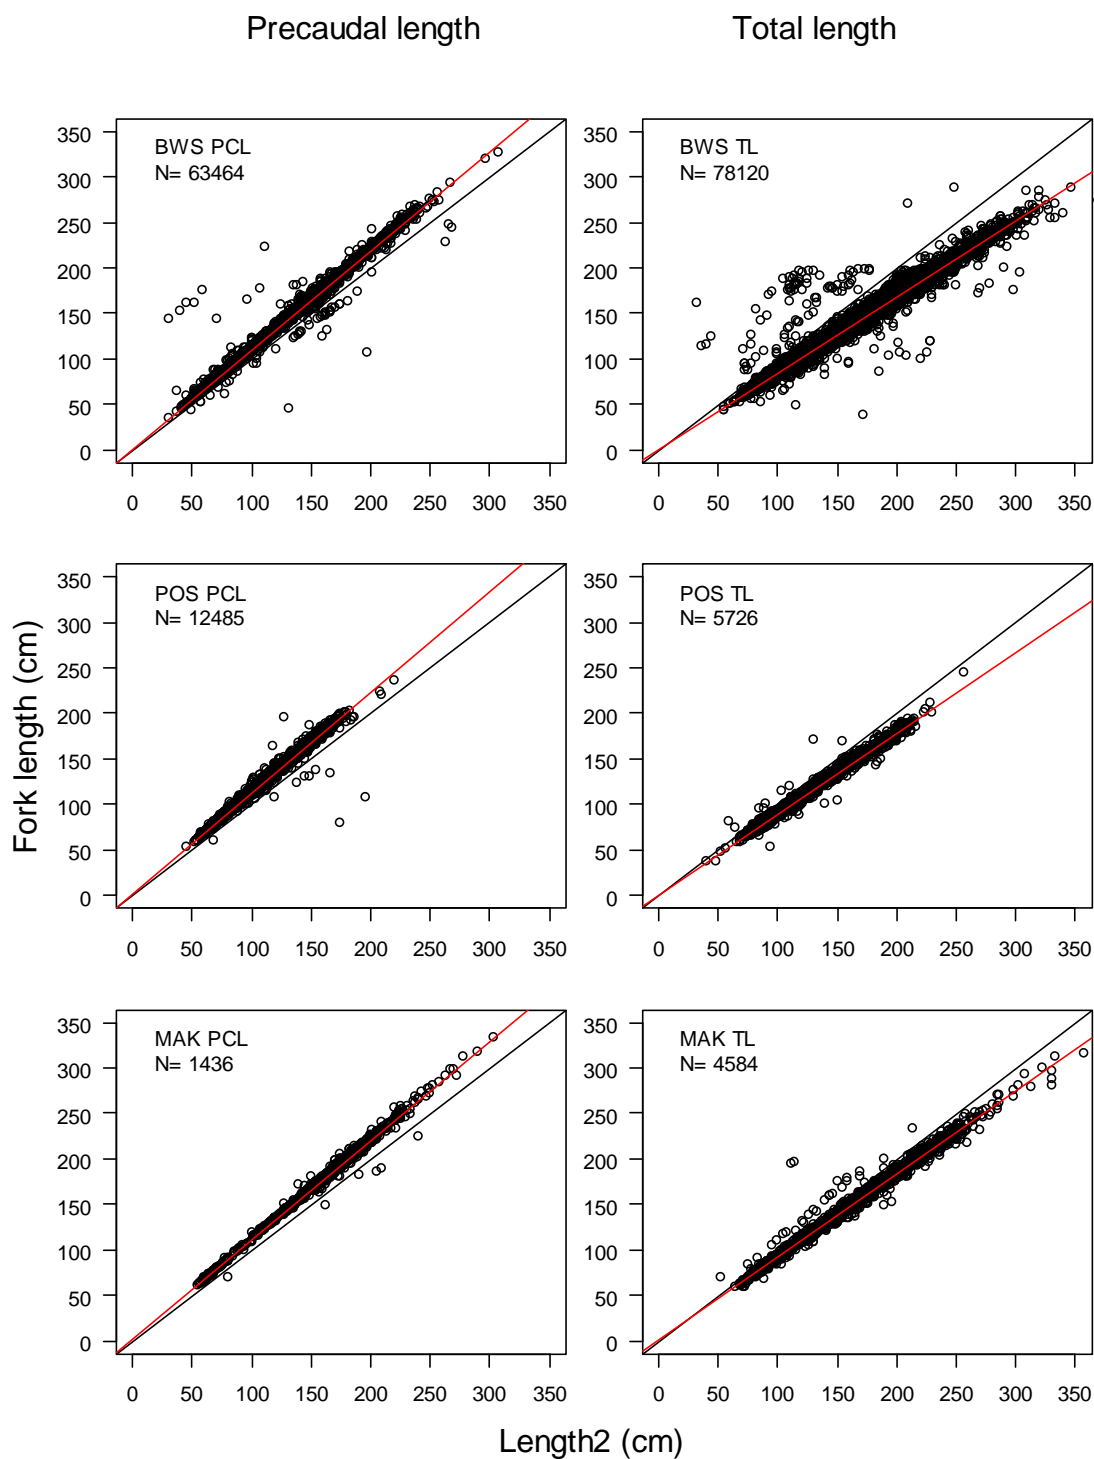 Precaudal length Total length
BWS PCL
N= 63464
350
300
250
200
150
100
50
0
0 50 100 150 200 250 300 350
BWS TL
N= 78120
350
300
250
200
150
100
50
0
0 50 100 150 200 250 300 350
Fork length (cm)
POS PCL
N= 12485
350
300
250
200
150
100
50
0
0 50 100 150 200 250 300 350
POS TL
N= 5726
350
300
250
200
150
100
50
0
0 50 100 150 200 250 300 350
MAK PCL
N= 1436
350
300
250
200
150
100
50
0
0 50 100 150 200 250 300 350
MAK TL
N= 4584
350
300
250
200
150
100
50
0
0 50 100 150 200 250 300 350
Length2 (cm)